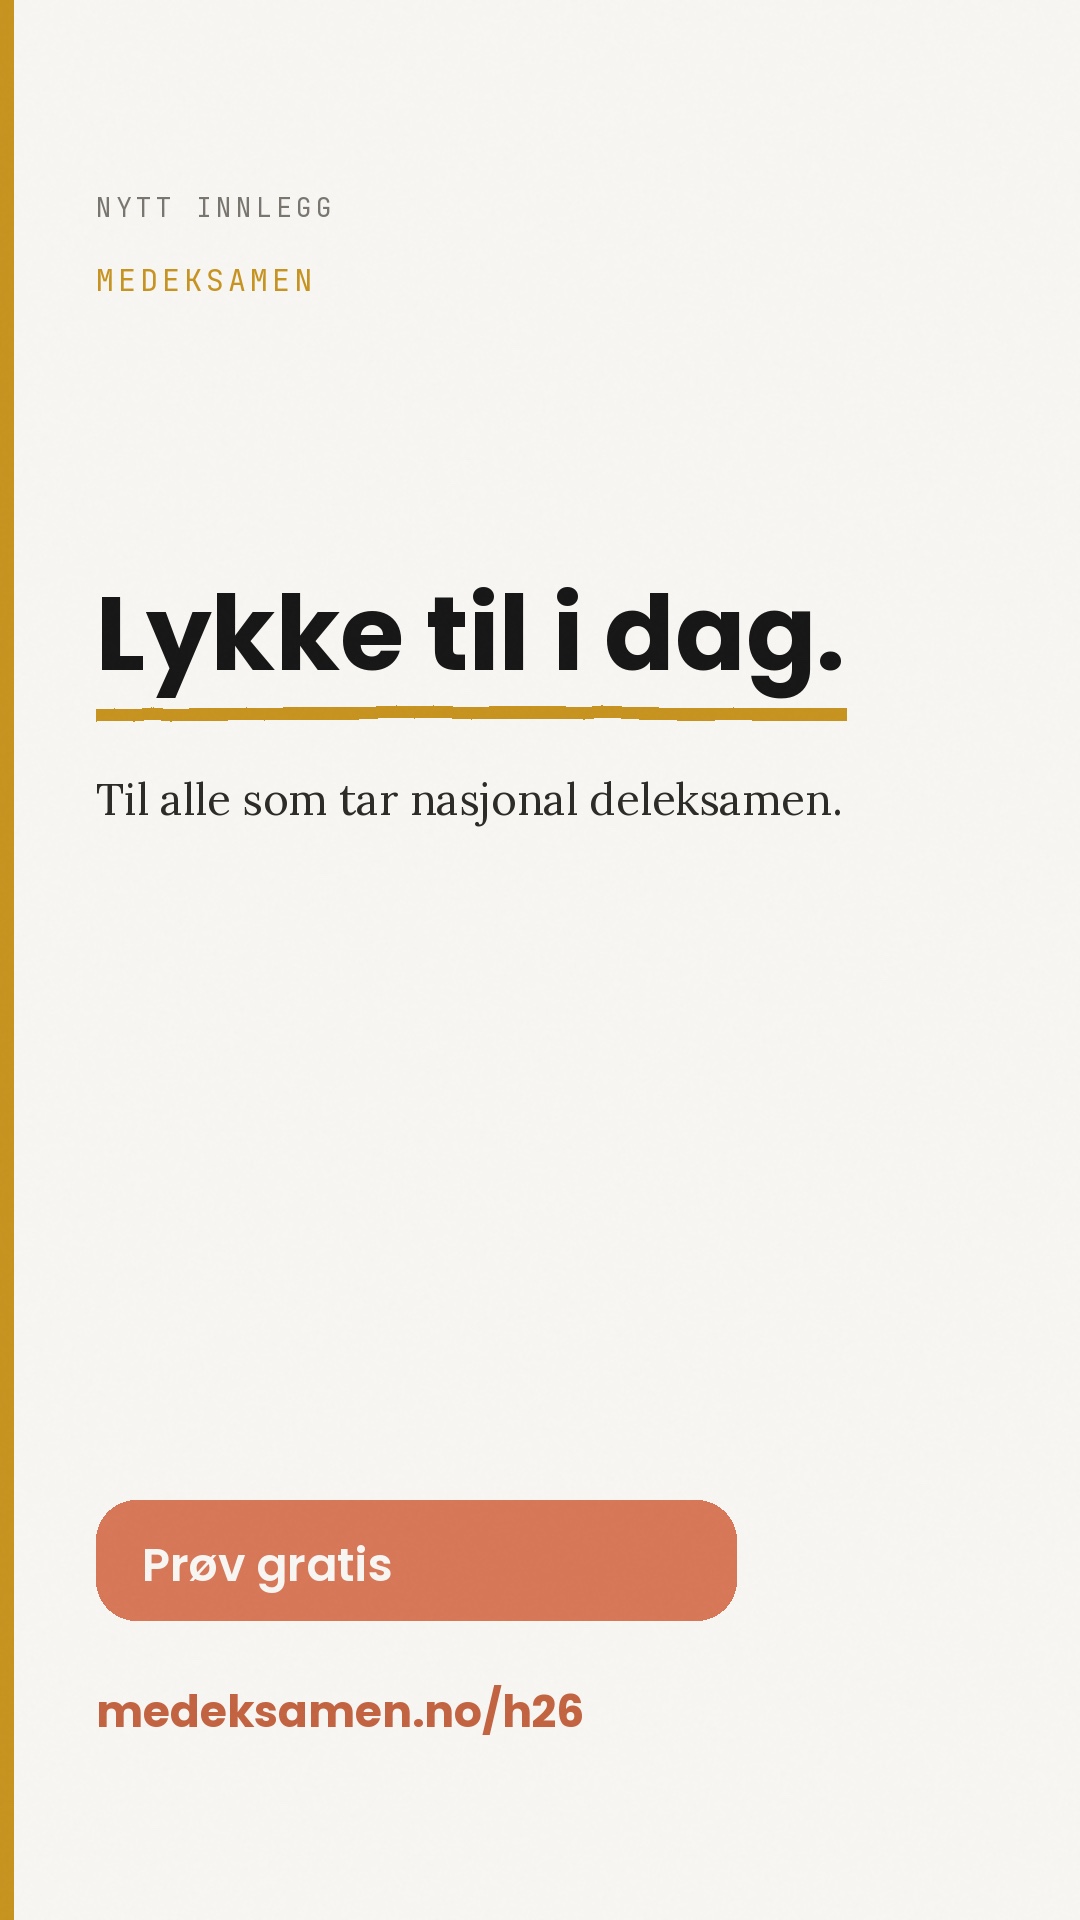 NYTT INNLEGG
MEDEKSAMEN
Lykke til i dag.
Til alle som tar nasjonal deleksamen.
Prøv gratis
medeksamen.no/h26